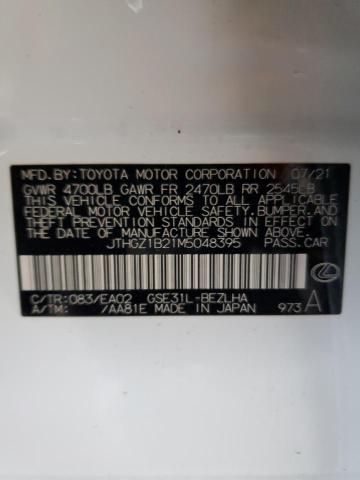 MFD.BY: TOYOTA MOTOR CORPORATION 07/21
GVWR 4700LB GAWR FR 2470LB RR 2545LB
THIS VEHICLE CONFORMS TO ALL APPLICABLE
FEDERAL MOTOR VEHICLE SAFETY, BUMPER, AND
THEFT PREVENTION STANDARDS IN EFFECT ON
THE DATE OF MANUFACTURE SHOWN ABOVE.
JTHGZ1B21M5048395 PASS.CAR
C/TR: 083/EA02 GSE31L-BEZLHA
A/TM: /AA81E MADE IN JAPAN 973 A